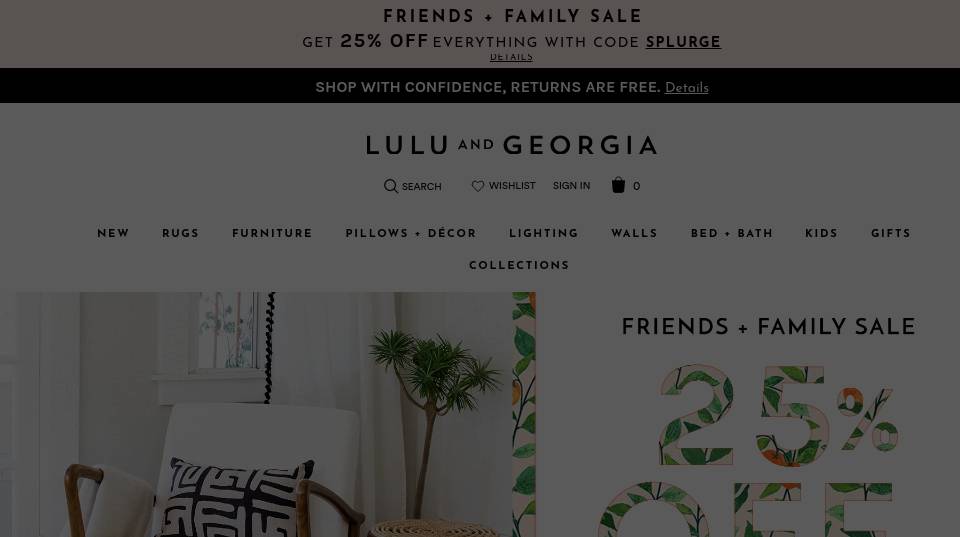 FRIENDS + FAMILY SALE
GET 25% OFF EVERYTHING WITH CODE SPLURGE
DETAILS
SHOP WITH CONFIDENCE, RETURNS ARE FREE. Details
LULU AND GEORGIA
SEARCH WISHLIST SIGN IN 0
NEW RUGS FURNITURE PILLOWS + DÉCOR LIGHTING WALLS BED + BATH KIDS GIFTS
COLLECTIONS
FRIENDS + FAMILY SALE
25%
OFF